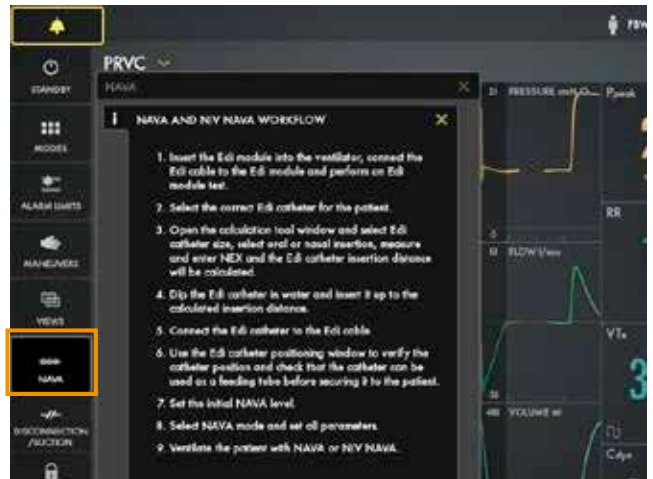 STANDBY
MODES
ALARM LIMITS
MANEUVERS
VIEWS
NAVA
DISCONNECTION
/SUCTION
PRVC
NAVA
i NAVA AND NIV NAVA WORKFLOW
1. Insert the Edi module into the ventilator, connect the
Edi cable to the Edi module and perform an Edi
module test.
2. Select the correct Edi catheter for the patient.
3. Open the calculation tool window and select Edi
catheter size, select oral or nasal insertion, measure
and enter NEX and the Edi catheter insertion distance
will be calculated.
4. Dip the Edi catheter in water and insert it up to the
calculated insertion distance.
5. Connect the Edi catheter to the Edi cable
6. Use the Edi catheter positioning window to verify the
catheter position and check that the catheter can be
used as a feeding tube before securing it to the patient.
7. Set the initial NAVA level.
8. Select NAVA mode and set all parameters.
9. Ventilate the patient with NAVA or NIV NAVA.
PRESSURE cmH2O
FLOW l/min
VOLUME ml
Ppeak
RR
VTe
3
Cdyn